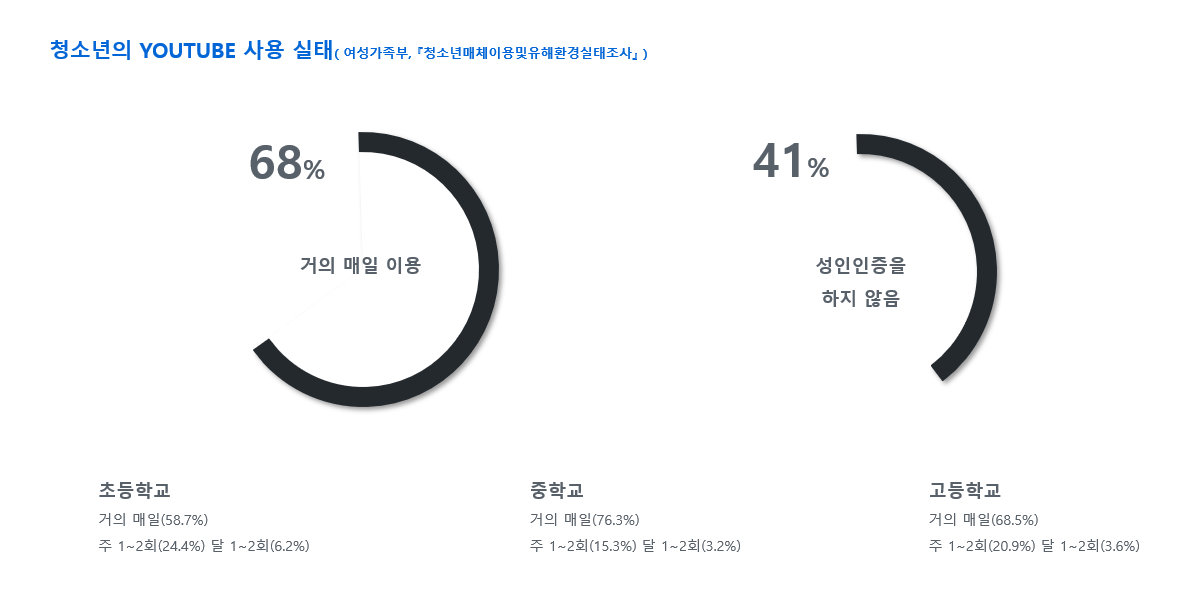 청소년의 YOUTUBE 사용 실태( 여성가족부, 『청소년매체이용및유해환경실태조사』 )
68%
거의 매일 이용
41%
성인인증을
하지 않음
초등학교
거의 매일(58.7%)
주 1~2회(24.4%) 달 1~2회(6.2%)
중학교
거의 매일(76.3%)
주 1~2회(15.3%) 달 1~2회(3.2%)
고등학교
거의 매일(68.5%)
주 1~2회(20.9%) 달 1~2회(3.6%)